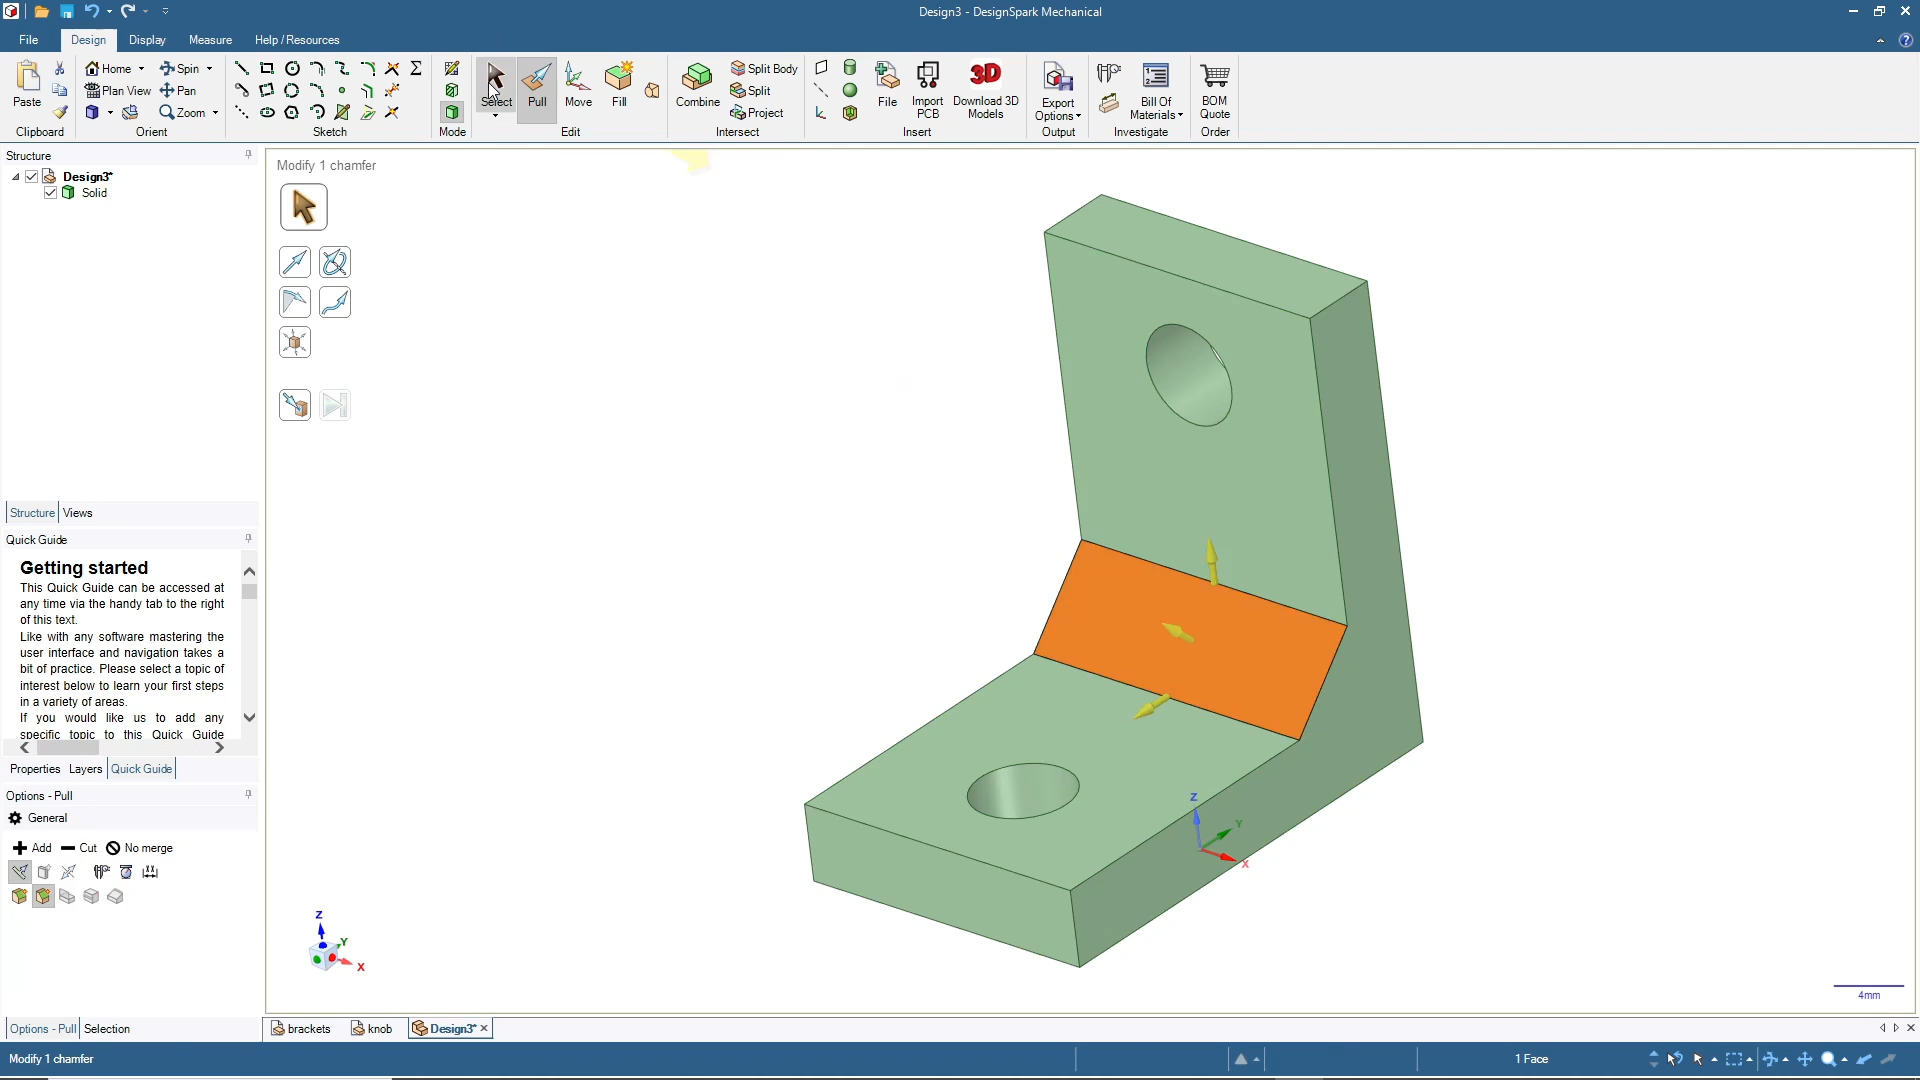 Design3 - DesignSpark Mechanical
File Design Display Measure Help / Resources
Paste
Clipboard
Home Spin
Plan View Pan
Zoom
Orient
Sketch
Mode
Select Pull Move Fill
Edit
Combine
Split Body
Split
Project
Intersect
File Import PCB Download 3D Models
3D
Insert
Export Options
Output
Bill Of Materials
Investigate
BOM Quote
Order
Structure
Design3*
Solid
Structure Views
Quick Guide
Getting started
This Quick Guide can be accessed at
any time via the handy tab to the right
of this text.
Like with any software mastering the
user interface and navigation takes a
bit of practice. Please select a topic of
interest below to learn your first steps
in a variety of areas.
If you would like us to add any
specific topic to this Quick Guide
Properties Layers Quick Guide
Options - Pull
General
Add Cut No merge
Options - Pull Selection
Modify 1 chamfer
Z
Y
X
Z
Y
X
4mm
brackets knob Design3*
Modify 1 chamfer
1 Face